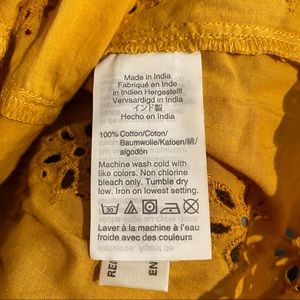 Made in India
Fabriqué en Inde
in Indien Hergestellt
Vervaardigd in India
インド製
Hecho en India
100% Cotton/Coton/
Baumwolle/Katoen/綿/
algodón
Machine wash cold with
like colors. Non chlorine
bleach only. Tumble dry
low. Iron on lowest setting.
Laver à la machine à l'eau
froide avec des couleurs